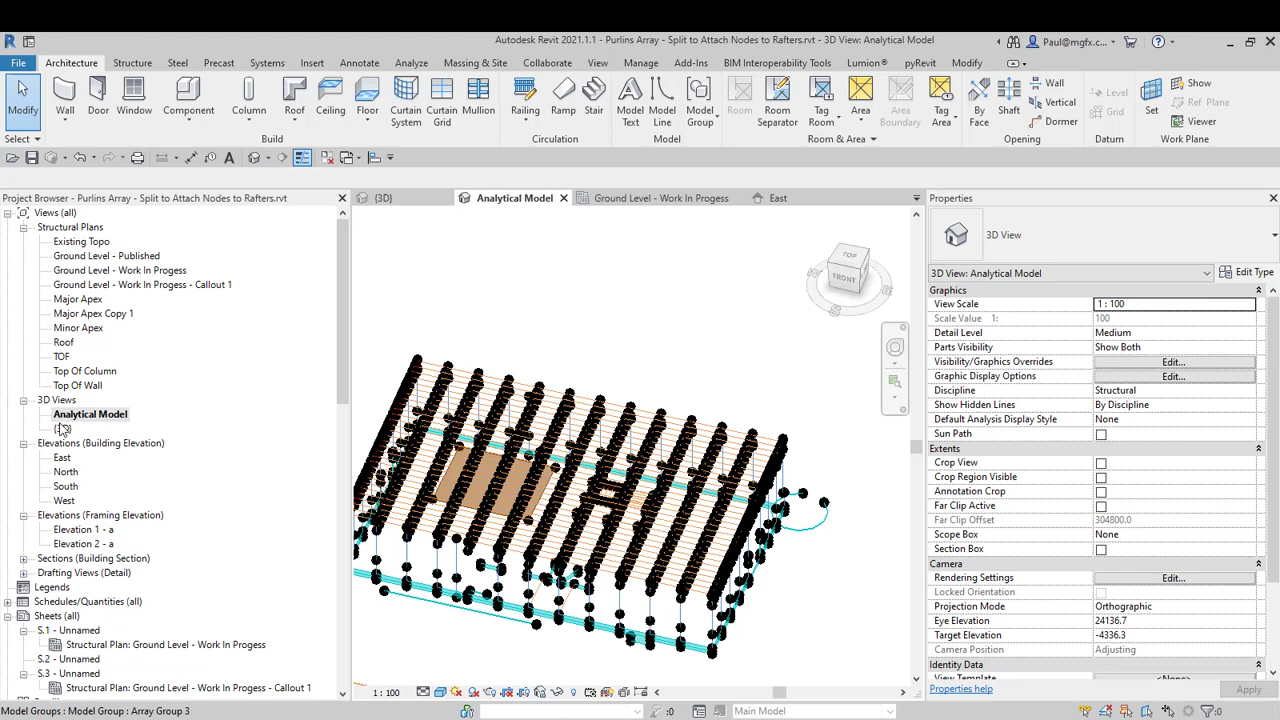 Autodesk Revit 2021.1.1 - Purlins Array - Split to Attach Nodes to Rafters.rvt - 3D View: Analytical Model
Paul@mgfx.c...
File
Architecture
Structure
Steel
Precast
Systems
Insert
Annotate
Analyze
Massing & Site
Collaborate
View
Manage
Add-Ins
BIM Interoperability Tools
Lumion®
pyRevit
Modify
Modify
Wall
Door
Window
Component
Column
Roof
Ceiling
Floor
Curtain System
Curtain Grid
Mullion
Railing
Ramp
Stair
Model Text
Model Line
Model Group
Room
Room Separator
Tag Room
Area
Area Boundary
Tag Area
By Face
Shaft
Wall
Vertical
Dormer
Level
Grid
Set
Show
Ref Plane
Viewer
Select
Build
Circulation
Model
Room & Area
Opening
Datum
Work Plane
Project Browser - Purlins Array - Split to Attach Nodes to Rafters.rvt
Views (all)
Structural Plans
Existing Topo
Ground Level - Published
Ground Level - Work In Progess
Ground Level - Work In Progess - Callout 1
Major Apex
Major Apex Copy 1
Minor Apex
Roof
TOF
Top Of Column
Top Of Wall
3D Views
Analytical Model
Elevations (Building Elevation)
East
North
South
West
Elevations (Framing Elevation)
Elevation 1 - a
Elevation 2 - a
Sections (Building Section)
Drafting Views (Detail)
Legends
Schedules/Quantities (all)
Sheets (all)
S.1 - Unnamed
Structural Plan: Ground Level - Work In Progess
S.2 - Unnamed
S.3 - Unnamed
Structural Plan: Ground Level - Work In Progess - Callout 1
{3D}
Analytical Model
Ground Level - Work In Progess
East
TOP
FRONT
1 : 100
Properties
3D View
3D View: Analytical Model
Edit Type
Graphics
View Scale 1 : 100
Scale Value 1: 100
Detail Level Medium
Parts Visibility Show Both
Visibility/Graphics Overrides Edit...
Graphic Display Options Edit...
Discipline Structural
Show Hidden Lines By Discipline
Default Analysis Display Style None
Sun Path
Extents
Crop View
Crop Region Visible
Annotation Crop
Far Clip Active
Far Clip Offset 304800.0
Scope Box None
Section Box
Camera
Rendering Settings Edit...
Locked Orientation
Projection Mode Orthographic
Eye Elevation 24136.7
Target Elevation -4336.3
Camera Position Adjusting
Identity Data
View Template <None>
Properties help
Apply
Model Groups : Model Group : Array Group 3
:0
Main Model
:0